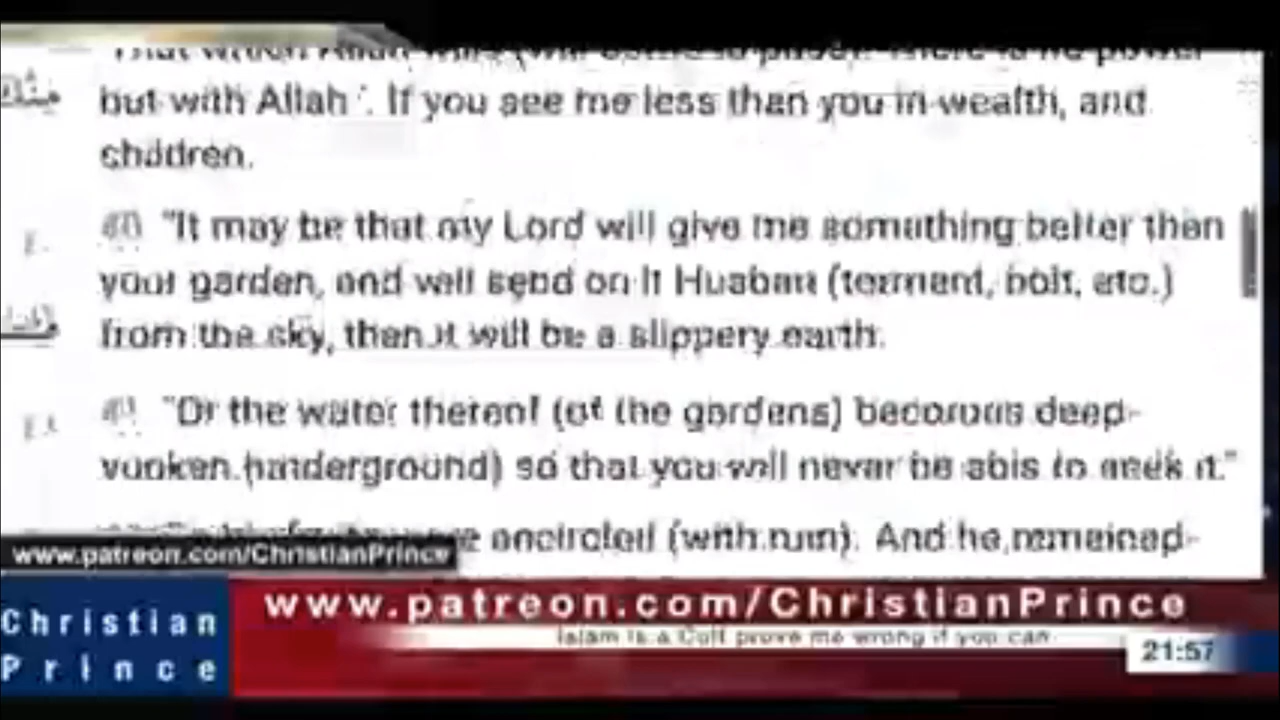 but with Allah'. If you see me less than you in wealth, and
children.
40 "It may be that my Lord will give me something better than
your garden, and will send on it Husban (torment, bolt, etc.)
from the sky, then it will be a slippery earth.
41 "Or the water thereof (of the gardens) becomes deep-
sunken (underground) so that you will never be able to seek it."
encircled (with ruin). And he remained
www.patreon.com/ChristianPrince
www.patreon.com/ChristianPrince
Islam is a Cult prove me wrong if you can
Christian
Prince
21:57